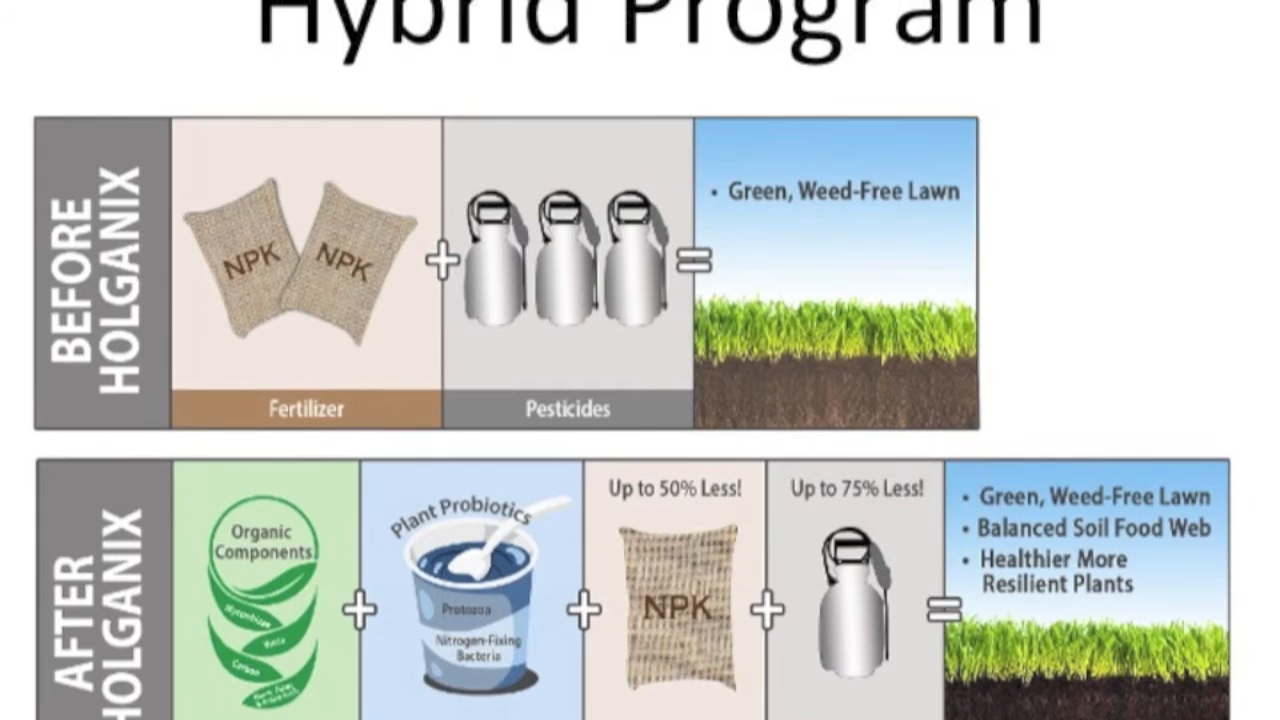 Hybrid Program
BEFORE
HOLGANIX
NPK
NPK
Fertilizer
Pesticides
• Green, Weed-Free Lawn
AFTER
HOLGANIX
Organic
Components
Plant Probiotics
Protozoa
Nitrogen-Fixing
Bacteria
Up to 50% Less!
NPK
Up to 75% Less!
• Green, Weed-Free Lawn
• Balanced Soil Food Web
• Healthier More
Resilient Plants